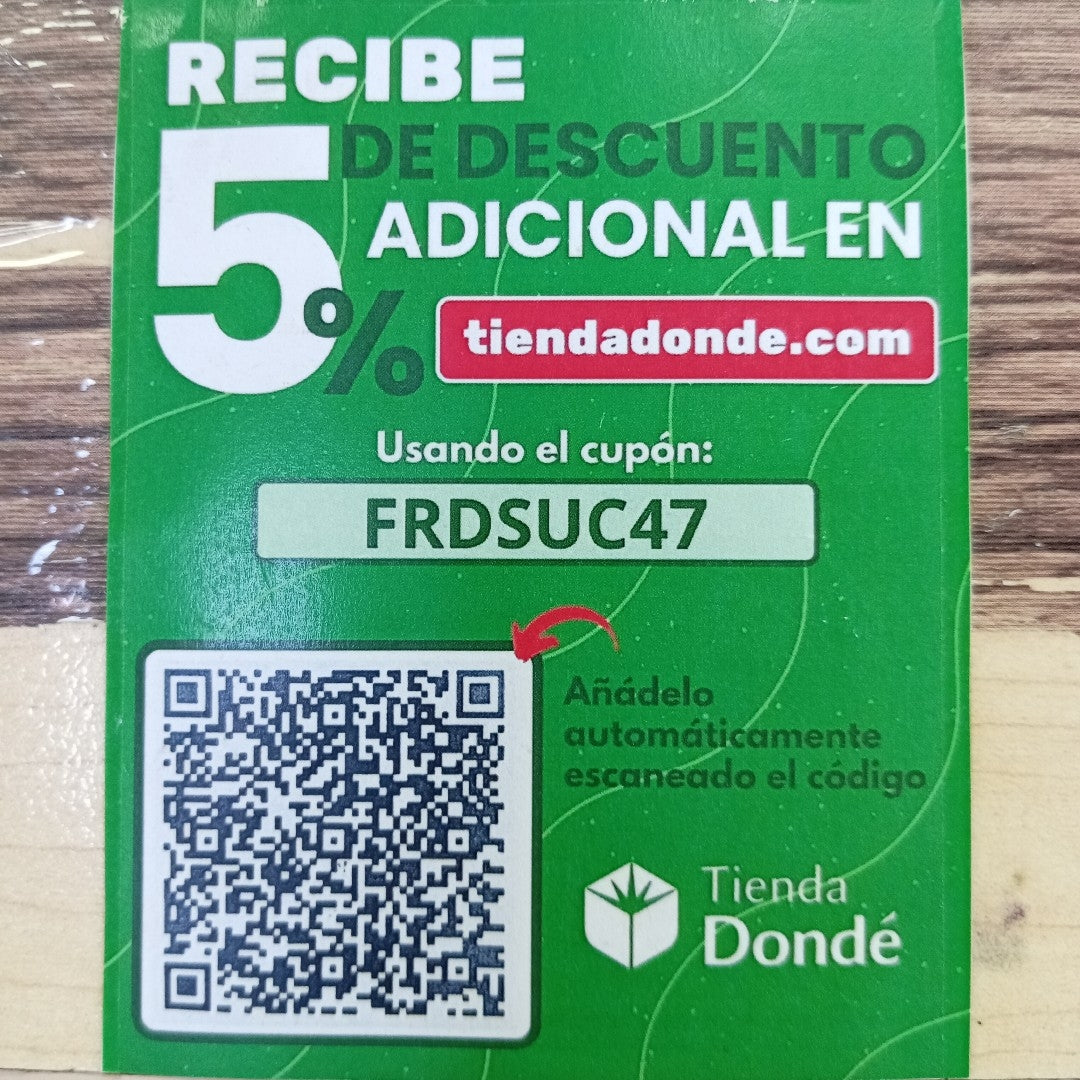 RECIBE
5% DE DESCUENTO
ADICIONAL EN
tiendadonde.com
Usando el cupón:
FRDSUC47
Añádelo
automáticamente
escaneado el código
Tienda
Dondé